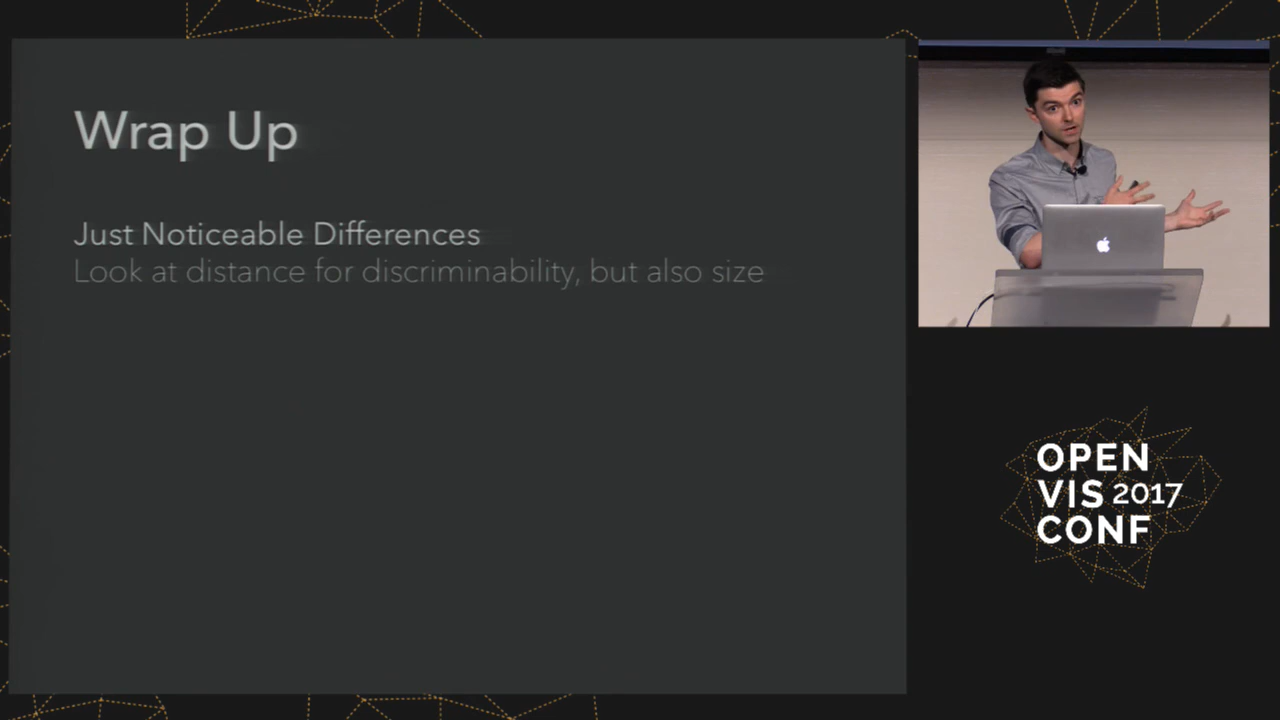 Wrap Up
Just Noticeable Differences
Look at distance for discriminability, but also size
OPEN
VIS 2017
CONF